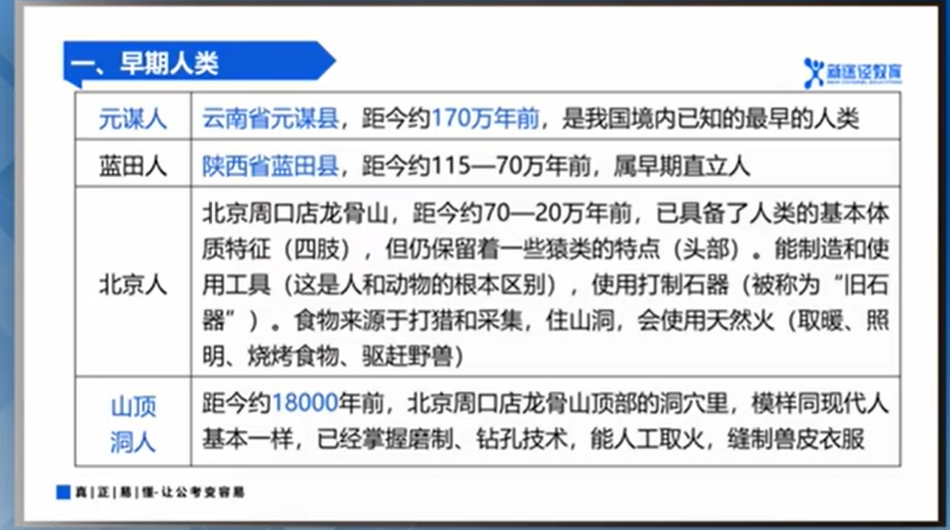 一、早期人类
新途径教育
元谋人
云南省元谋县，距今约170万年前，是我国境内已知的最早的人类
蓝田人
陕西省蓝田县，距今约115—70万年前，属早期直立人
北京人
北京周口店龙骨山，距今约70—20万年前，已具备了人类的基本体
质特征（四肢），但仍保留着一些猿类的特点（头部）。能制造和使
用工具（这是人和动物的根本区别），使用打制石器（被称为“旧石
器”）。食物来源于打猎和采集，住山洞，会使用天然火（取暖、照
明、烧烤食物、驱赶野兽）
山顶
洞人
距今约18000年前，北京周口店龙骨山顶部的洞穴里，模样同现代人
基本一样，已经掌握磨制、钻孔技术，能人工取火，缝制兽皮衣服
真|正|易|懂·让公考变容易